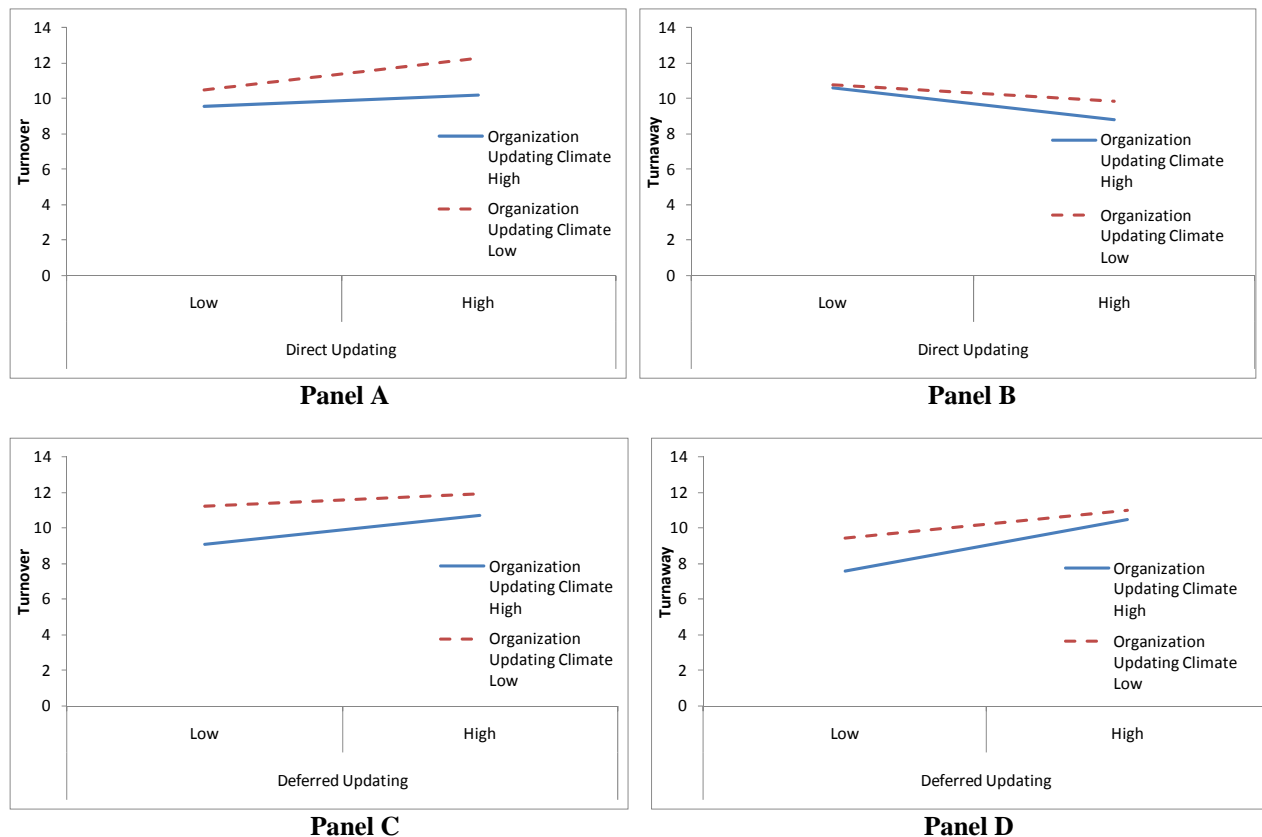 14
12
10
8
6
4
2
0
Turnover
Organization
Updating Climate
High
Organization
Updating Climate
Low
Low
High
Direct Updating
Panel A
14
12
10
8
6
4
2
0
Turnaway
Organization
Updating Climate
High
Organization
Updating Climate
Low
Low
High
Direct Updating
Panel B
14
12
10
8
6
4
2
0
Turnover
Organization
Updating Climate
High
Organization
Updating Climate
Low
Low
High
Deferred Updating
Panel C
14
12
10
8
6
4
2
0
Turnaway
Organization
Updating Climate
High
Organization
Updating Climate
Low
Low
High
Deferred Updating
Panel D